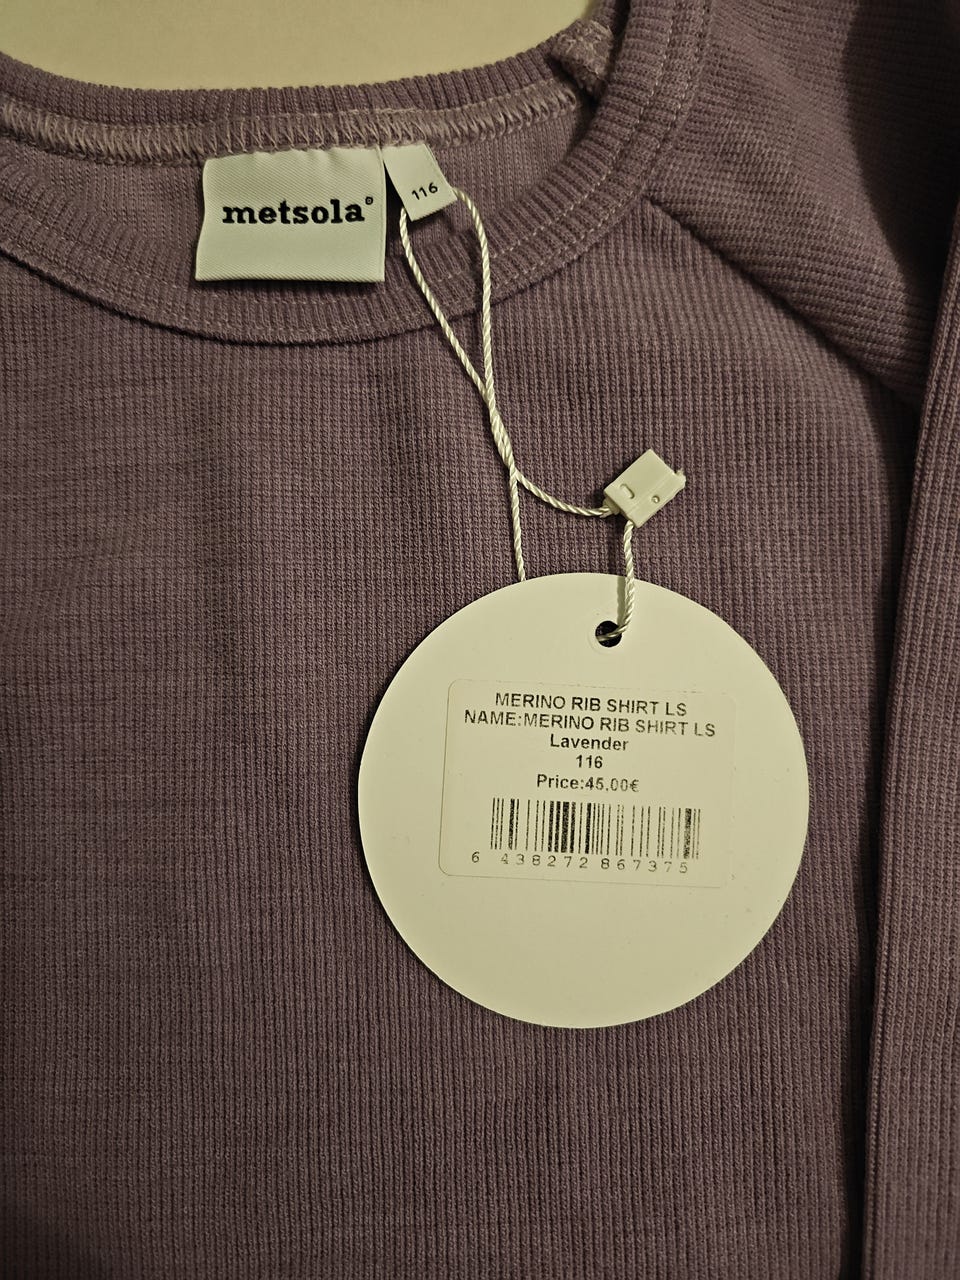 metsola®
116
MERINO RIB SHIRT LS
NAME:MERINO RIB SHIRT LS
Lavender
116
Price:45,00€
6 438272 867375